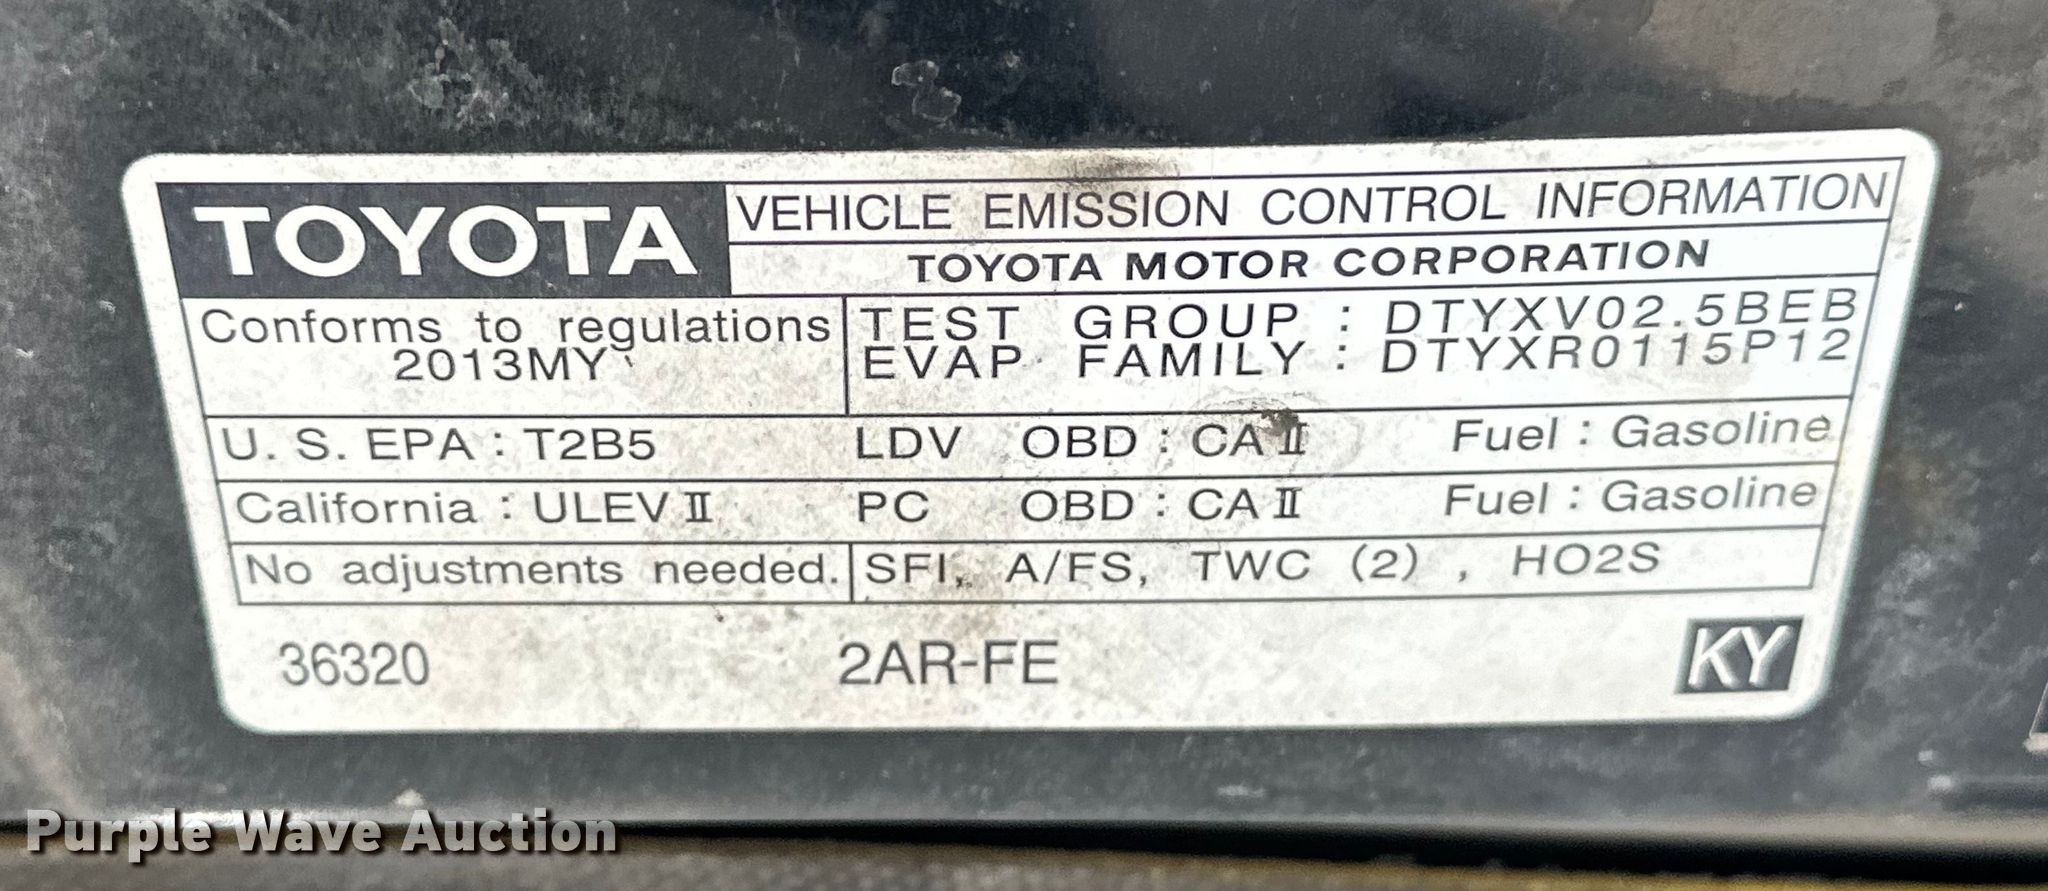 TOYOTA
VEHICLE EMISSION CONTROL INFORMATION
TOYOTA MOTOR CORPORATION
Conforms to regulations
2013MY
TEST GROUP : DTYXV02.5BEB
EVAP FAMILY : DTYXR0115P12
U. S. EPA : T2B5 LDV OBD : CA II Fuel : Gasoline
California : ULEV II PC OBD : CA II Fuel : Gasoline
No adjustments needed. SFI, A/FS, TWC (2) , HO2S
36320 2AR-FE KY
Purple Wave Auction